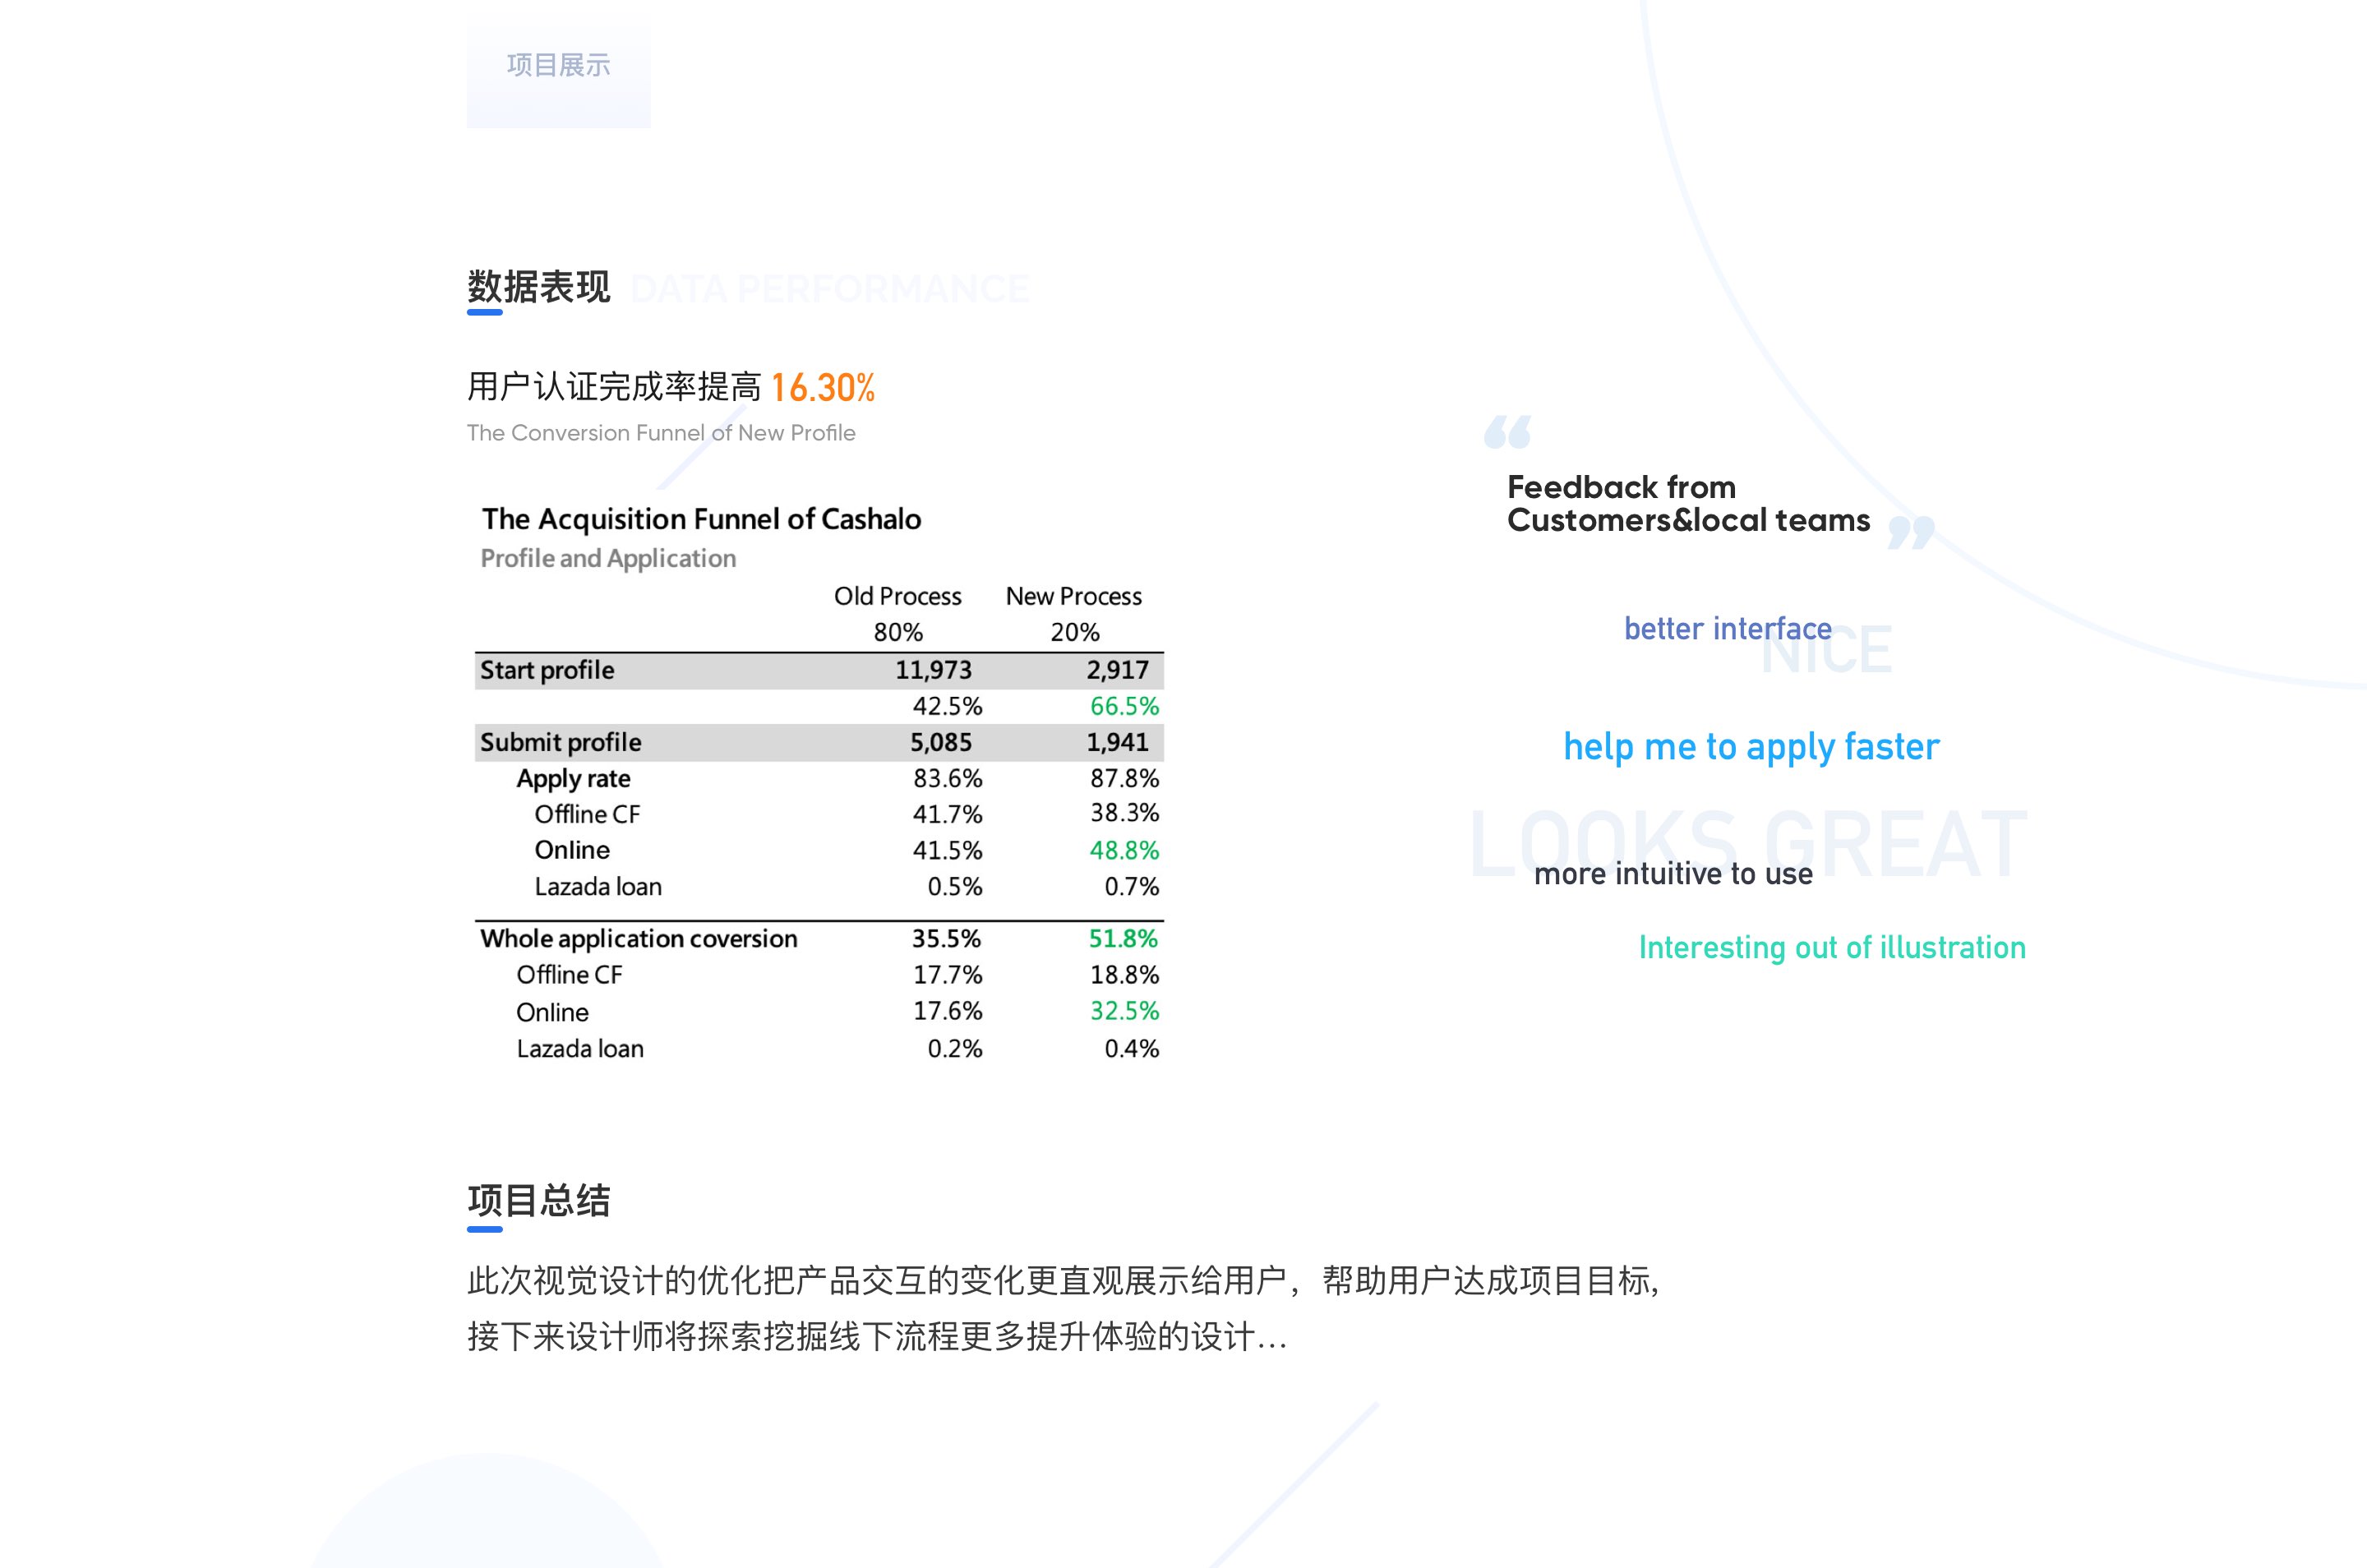 项目展示
数据表现 DATA PERFORMANCE
用户认证完成率提高 16.30%
The Conversion Funnel of New Profile
The Acquisition Funnel of Cashalo
Profile and Application
Old Process New Process
80% 20%
Start profile 11,973 2,917
42.5% 66.5%
Submit profile 5,085 1,941
Apply rate 83.6% 87.8%
Offline CF 41.7% 38.3%
Online 41.5% 48.8%
Lazada loan 0.5% 0.7%
Whole application coversion 35.5% 51.8%
Offline CF 17.7% 18.8%
Online 17.6% 32.5%
Lazada loan 0.2% 0.4%
“
Feedback from
Customers&local teams ”
better interface
NICE
help me to apply faster
LOOKS GREAT
more intuitive to use
Interesting out of illustration
项目总结
此次视觉设计的优化把产品交互的变化更直观展示给用户，帮助用户达成项目目标,
接下来设计师将探索挖掘线下流程更多提升体验的设计...